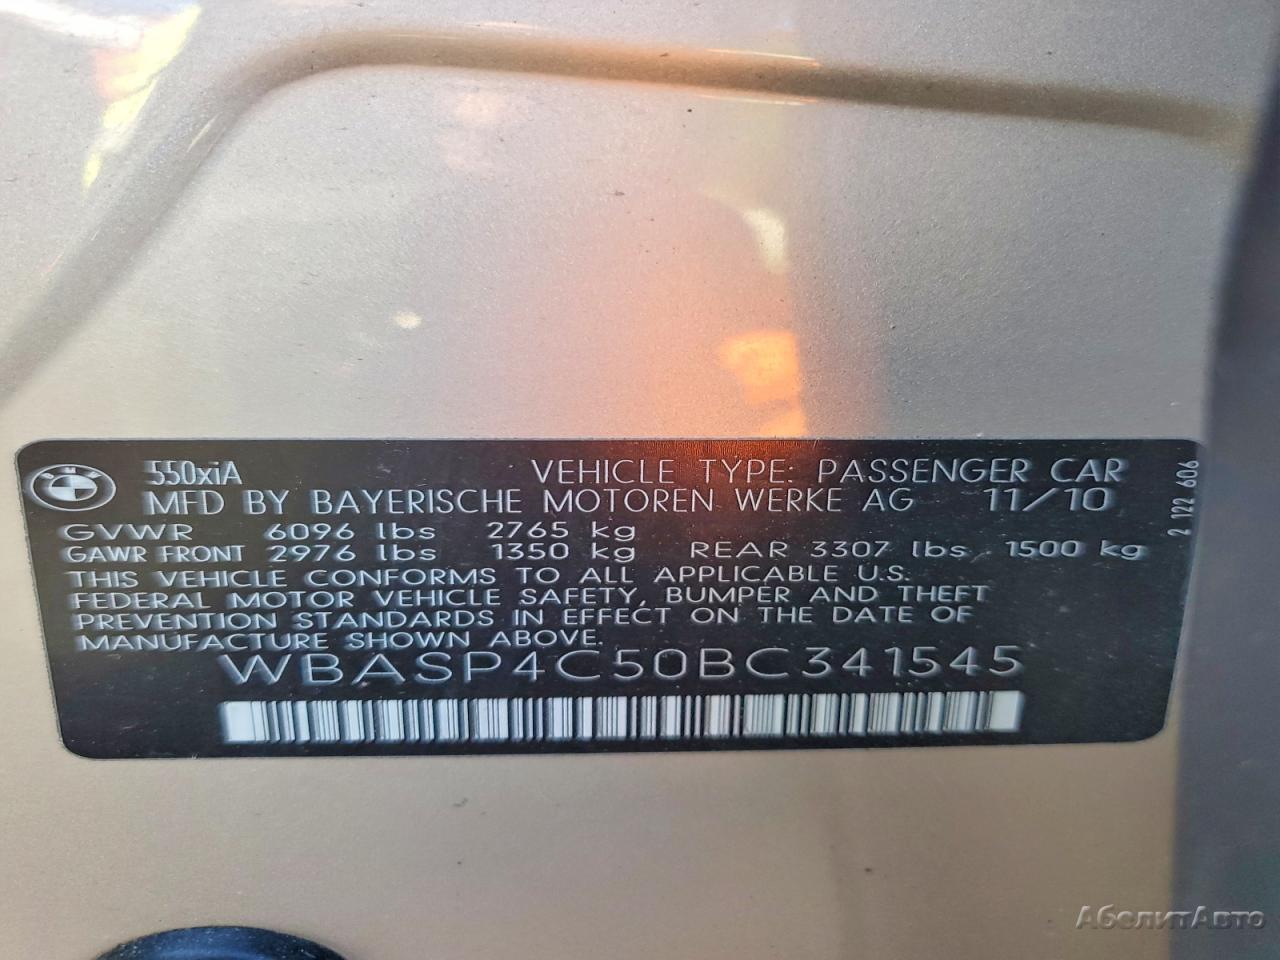 550xiA VEHICLE TYPE: PASSENGER CAR
MFD BY BAYERISCHE MOTOREN WERKE AG 11/10
GVWR 6096 lbs 2765 kg
GAWR FRONT 2976 lbs 1350 kg REAR 3307 lbs 1500 kg
THIS VEHICLE CONFORMS TO ALL APPLICABLE U.S.
FEDERAL MOTOR VEHICLE SAFETY, BUMPER AND THEFT
PREVENTION STANDARDS IN EFFECT ON THE DATE OF
MANUFACTURE SHOWN ABOVE.
WBASP4C50BC341545
2 122 606
АбелитАвто